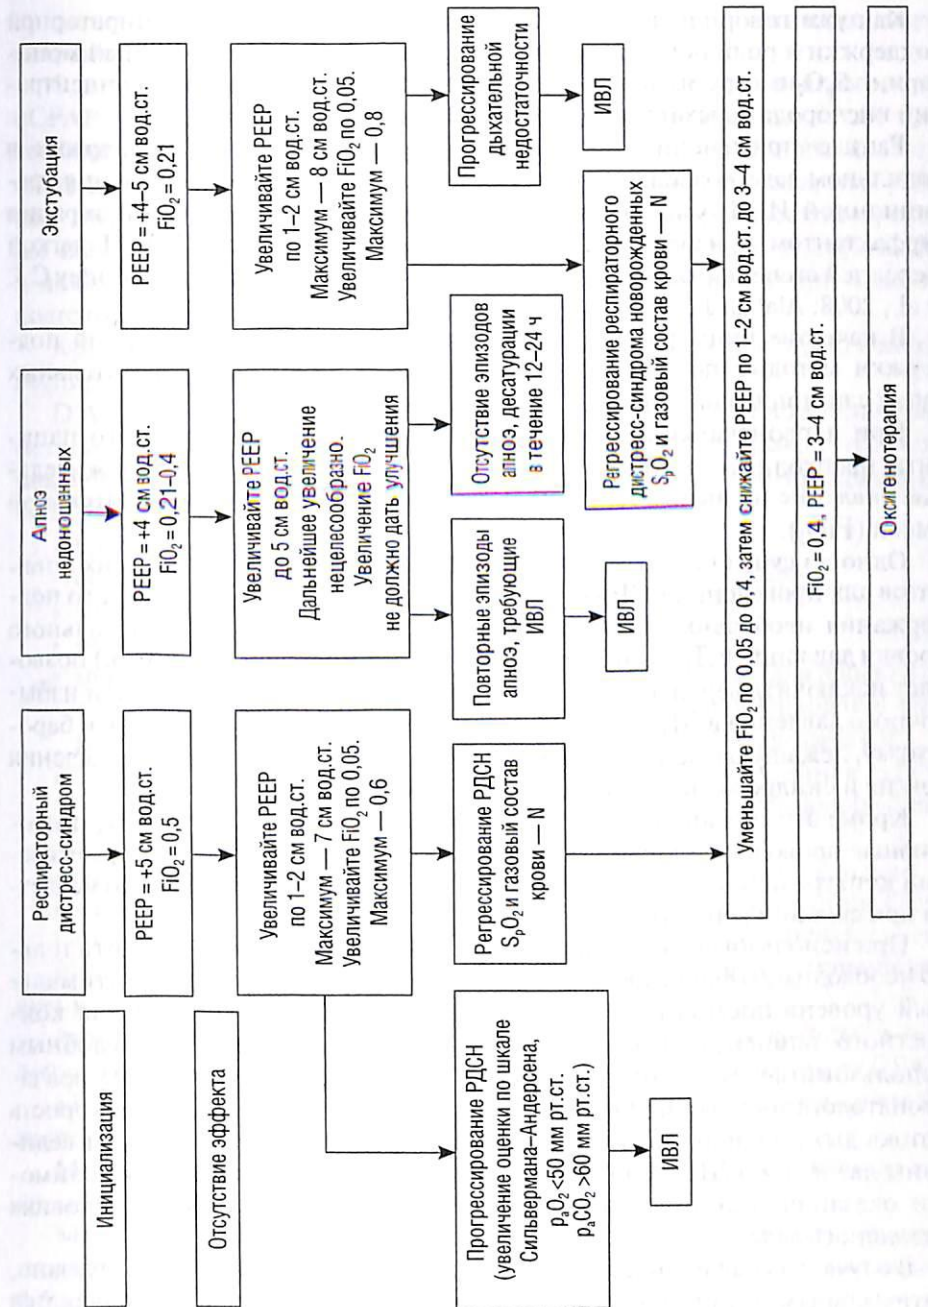 Инициализация
Отсутствие эффекта
Респираторный
дистресс-синдром
PEEP = +5 см вод.ст.
FiO2 = 0,5
Увеличивайте PEEP
по 1–2 см вод.ст.
Максимум — 7 см вод.ст.
Увеличивайте FiO2 по 0,05.
Максимум — 0,6
Прогрессирование РДСН
(увеличение оценки по шкале
Сильвермана–Андерсена,
paO2 <50 мм рт.ст.
paCO2 >60 мм рт.ст.)
ИВЛ
Регрессирование РДСН
SpO2 и газовый состав
крови — N
Апноэ
недоношенных
PEEP = +4 см вод.ст.
FiO2 = 0,21–0,4
Увеличивайте PEEP
до 5 см вод.ст.
Дальнейшее увеличение
нецелесообразно.
Увеличение FiO2
не должно дать улучшения
Повторные эпизоды
апноэ, требующие
ИВЛ
ИВЛ
Отсутствие эпизодов
апноэ, десатурации
в течение 12–24 ч
Экстубация
PEEP = +4–5 см вод.ст.
FiO2 = 0,21
Увеличивайте PEEP
по 1–2 см вод.ст.
Максимум — 8 см вод.ст.
Увеличивайте FiO2 по 0,05.
Максимум — 0,8
Регрессирование респираторного
дистресс-синдрома новорожденных
SpO2 и газовый состав крови — N
Прогрессирование
дыхательной
недостаточности
ИВЛ
Уменьшайте FiO2 по 0,05 до 0,4, затем снижайте PEEP по 1–2 см вод.ст. до 3–4 см вод.ст.
FiO2 = 0,4, PEEP = 3–4 см вод.ст.
Оксигенотерапия